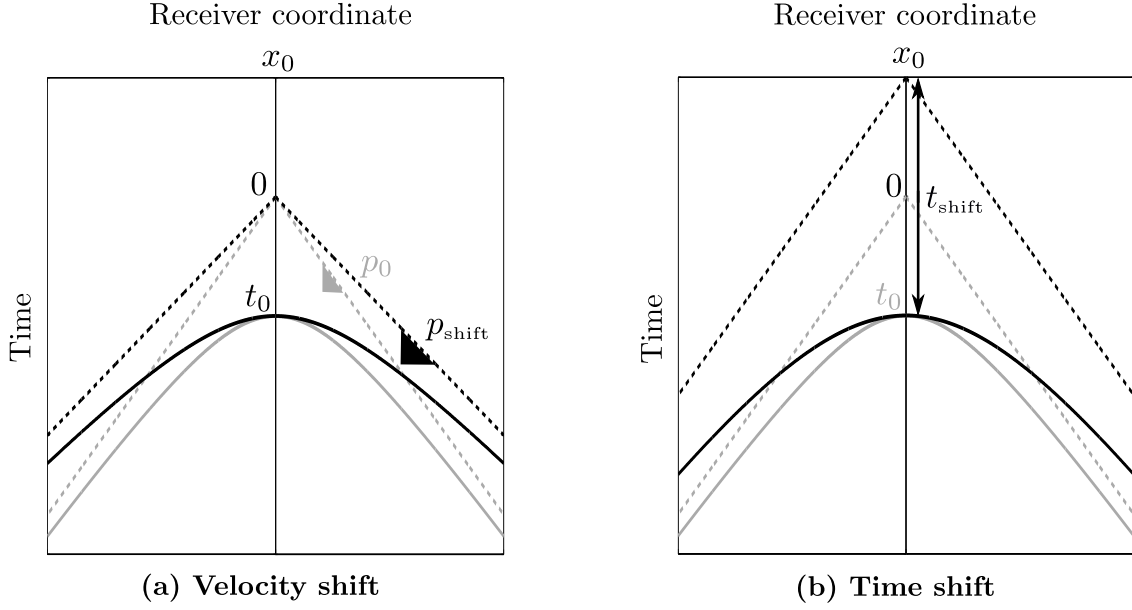 Receiver coordinate
x₀
0
p₀
t₀
pshift
Time
(a) Velocity shift
Receiver coordinate
x₀
0
tshift
t₀
Time
(b) Time shift